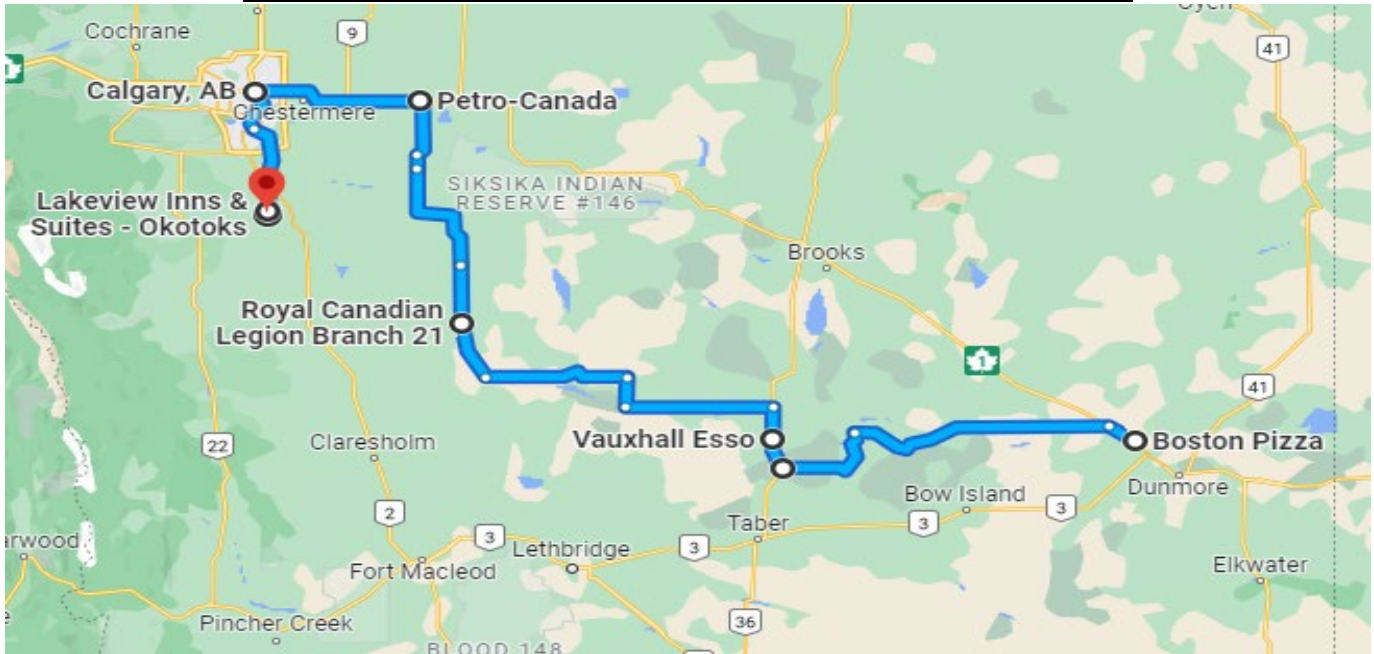 Cochrane
9
41
1
Calgary, AB
Chestermere
Petro-Canada
SIKSIKA INDIAN
RESERVE #146
Lakeview Inns &
Suites - Okotoks
Brooks
Royal Canadian
Legion Branch 21
1
41
22
Claresholm
Vauxhall Esso
Boston Pizza
Dunmore
Bow Island
3
2
Taber
3
3
3
Lethbridge
Fort Macleod
Elkwater
36
Pincher Creek
BLOOD 148